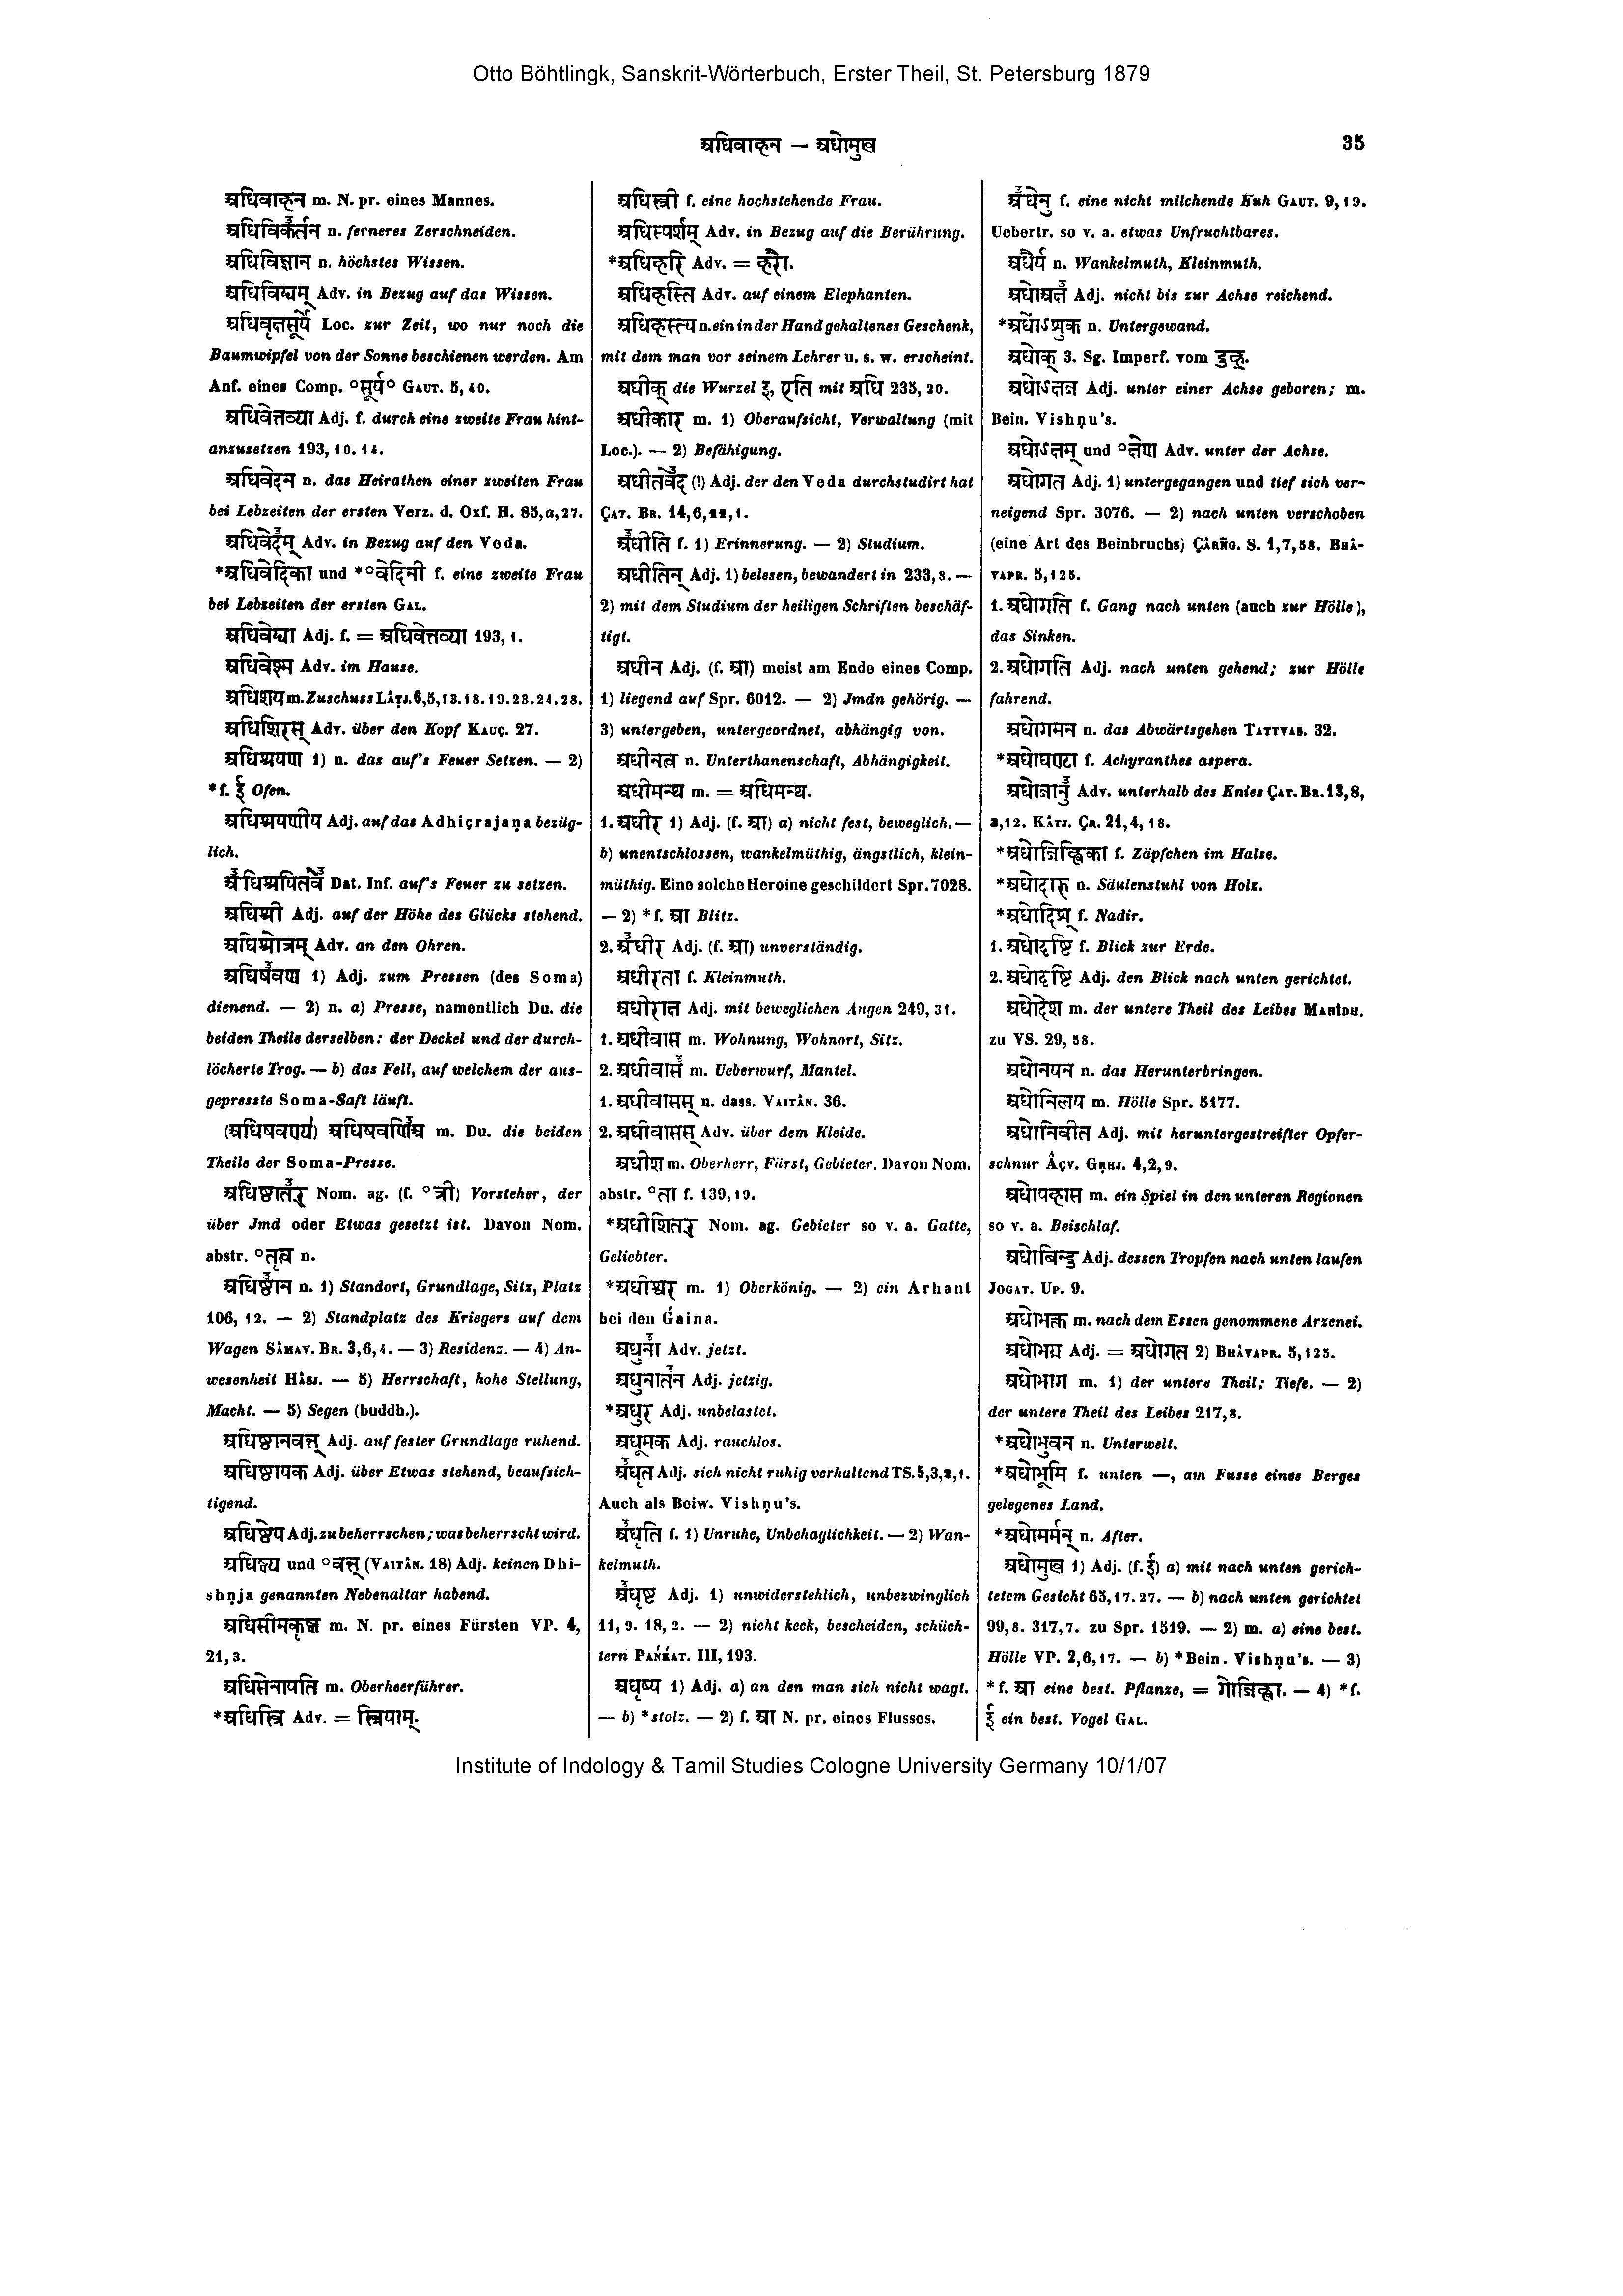 Otto Böhtlingk, Sanskrit-Wörterbuch, Erster Theil, St. Petersburg 1879
अधिवाहन — अधोमुख 35
अधिवाहन m. N. pr. eines Mannes.
अधिविकर्तन n. ferneres Zerschneiden.
अधिविज्ञान n. höchstes Wissen.
अधिविद्यम् Adv. in Bezug auf das Wissen.
अधिवृक्षसूर्ये Loc. zur Zeit, wo nur noch die
Baumwipfel von der Sonne beschienen werden. Am
Anf. eines Comp. °सूर्य° GAUT. 5,40.
अधिवेत्तव्या Adj. f. durch eine zweite Frau hint-
anzusetzen 193,10.14.
अधिवेदन n. das Heirathen einer zweiten Frau
bei Lebzeiten der ersten Verz. d. Oxf. H. 85,a,27.
अधिवेदम् Adv. in Bezug auf den Veda.
*अधिवेदिका und *°वेदिनी f. eine zweite Frau
bei Lebzeiten der ersten GAL.
अधिवेद्या Adj. f. = अधिवेत्तव्या 193,1.
अधिवेश्म Adv. im Hause.
अधिशय m. Zuschuss LÂṬJ. 6,5,13.18.19.23.24.28.
अधिशिरस् Adv. über den Kopf KAUÇ. 27.
अधिश्रयण 1) n. das auf's Feuer Setzen. — 2)
*f. ई Ofen.
अधिश्रयणीय Adj. auf das Adhiçrajaṇa bezüg-
lich.
अधिश्रयितवै Dat. Inf. auf's Feuer zu setzen.
अधिश्री Adj. auf der Höhe des Glücks stehend.
अधिश्रोत्रम् Adv. an den Ohren.
अधिषवण 1) Adj. zum Pressen (des Soma)
dienend. — 2) n. a) Presse, namentlich Du. die
beiden Theile derselben: der Deckel und der durch-
löcherte Trog. — b) das Fell, auf welchem der aus-
gepresste Soma-Saft läuft.
(अधिषवण्य) अधिषवणिअ m. Du. die beiden
Theile der Soma-Presse.
अधिष्ठातर् Nom. ag. (f. °त्री) Vorsteher, der
über Jmd oder Etwas gesetzt ist. Davon Nom.
abstr. °तृत्व n.
अधिष्ठान n. 1) Standort, Grundlage, Sitz, Platz
106,12. — 2) Standplatz des Kriegers auf dem
Wagen SÂMAV. BR. 3,6,4. — 3) Residenz. — 4) An-
wesenheit HÂSJ. — 5) Herrschaft, hohe Stellung,
Macht. — 5) Segen (buddh.).
अधिष्ठानवत्त् Adj. auf fester Grundlage ruhend.
अधिष्ठायक Adj. über Etwas stehend, beaufsich-
tigend.
अधिष्ठेय Adj. zu beherrschen; was beherrscht wird.
अधिष्ण्य und °वत्त् (VAITÂN. 18) Adj. keinen Dhi-
shṇja genannten Nebenaltar habend.
अधिसीमकृष्ण m. N. pr. eines Fürsten VP. 4,
21,3.
अधिसेनापति m. Oberheerführer.
*अधिस्त्रि Adv. = स्त्रियाम्.
अधिस्त्री f. eine hochstehende Frau.
अधिस्पर्शम् Adv. in Bezug auf die Berührung.
*अधिहरि Adv. = हरौ.
अधिहस्ति Adv. auf einem Elephanten.
अधिहस्त्य n. ein in der Hand gehaltenes Geschenk,
mit dem man vor seinem Lehrer u. s. w. erscheint.
अधीक् die Wurzel इ, एति mit अधि 235,20.
अधीकार m. 1) Oberaufsicht, Verwaltung (mit
Loc.). — 2) Befähigung.
अधीतवेद (!) Adj. der den Veda durchstudirt hat
ÇAT. BR. 14,6,11,1.
अधीति f. 1) Erinnerung. — 2) Studium.
अधीतिन् Adj. 1) belesen, bewandert in 233,8. —
2) mit dem Studium der heiligen Schriften beschäf-
tigt.
अधीन Adj. (f. आ) meist am Ende eines Comp.
1) liegend auf Spr. 6012. — 2) Jmdn gehörig. —
3) untergeben, untergeordnet, abhängig von.
अधीनत्व n. Unterthanenschaft, Abhängigkeit.
अधीमन्थ m. = अधिमन्थ.
1. अधीर 1) Adj. (f. आ) a) nicht fest, beweglich. —
b) unentschlossen, wankelmüthig, ängstlich, klein-
müthig. Eine solche Heroine geschildert Spr. 7028.
— 2) *f. आ Blitz.
2. अधीर Adj. (f. आ) unverständig.
अधीरता f. Kleinmuth.
अधीराक्ष Adj. mit beweglichen Augen 249,31.
1. अधीवास m. Wohnung, Wohnort, Sitz.
2. अधीवास m. Ueberwurf, Mantel.
1. अधीवासस् n. dass. VAITÂN. 36.
2. अधीवासस् Adv. über dem Kleide.
अधीश m. Oberherr, Fürst, Gebieter. Davon Nom.
abstr. °ता f. 139,19.
*अधीशितर् Nom. ag. Gebieter so v. a. Gatte,
Geliebter.
*अधीश्वर m. 1) Oberkönig. — 2) ein Arhant
bei den Ǵaina.
अधुना Adv. jetzt.
अधुनातन Adj. jetzig.
*अधुर Adj. unbelastet.
अधूमक Adj. rauchlos.
अधृत Adj. sich nicht ruhig verhaltend TS. 5,3,2,1.
Auch als Beiw. Vishṇu's.
अधृति f. 1) Unruhe, Unbehaglichkeit. — 2) Wan-
kelmuth.
अधृष्ट Adj. 1) unwiderstehlich, unbezwinglich
11,9. 18,2. — 2) nicht keck, bescheiden, schüch-
tern PAŃḰAT. III, 193.
अधृष्य 1) Adj. a) an den man sich nicht wagt.
— b) *stolz. — 2) f. आ N. pr. eines Flusses.
अधेनु f. eine nicht milchende Kuh GAUT. 9,19.
Uebertr. so v. a. etwas Unfruchtbares.
अधैर्य n. Wankelmuth, Kleinmuth.
अधोअक्ष Adj. nicht bis zur Achse reichend.
*अधोंऽशुक n. Untergewand.
अधोक् 3. Sg. Imperf. vom दुह्.
अधोऽक्षज Adj. unter einer Achse geboren; m.
Bein. Vishṇu's.
अधोऽक्षम् und °क्षेण Adv. unter der Achse.
अधोगत Adj. 1) untergegangen und tief sich ver-
neigend Spr. 3076. — 2) nach unten verschoben
(eine Art des Beinbruchs) ÇÂRÑG. S. 1,7,58. BHÂ-
VAPR. 5,125.
1. अधोगति f. Gang nach unten (auch zur Hölle),
das Sinken.
2. अधोगति Adj. nach unten gehend; zur Hölle
fahrend.
अधोगमन n. das Abwärtsgehen TATTVAS. 32.
*अधोघण्टा f. Achyranthes aspera.
अधोजानु Adv. unterhalb des Knies ÇAT. BR. 13,8,
3,12. KÂTJ. ÇR. 21,4,18.
*अधोजिह्विका f. Zäpfchen im Halse.
*अधोदारु n. Säulenstuhl von Holz.
*अधोदिश् f. Nadir.
1. अधोदृष्टि f. Blick zur Erde.
2. अधोदृष्टि Adj. den Blick nach unten gerichtet.
अधोदेश m. der untere Theil des Leibes MAHÎDH.
zu VS. 29,58.
अधोनयन n. das Herunterbringen.
अधोनिलय m. Hölle Spr. 5177.
अधोनिवीत Adj. mit heruntergestreifter Opfer-
schnur ÂÇV. GṚHJ. 4,2,9.
अधोपहास m. ein Spiel in den unteren Regionen
so v. a. Beischlaf.
अधोबिन्दु Adj. dessen Tropfen nach unten laufen
JOGAT. UP. 9.
अधोभक्त m. nach dem Essen genommene Arzenei.
अधोभग्न Adj. = अधोगत 2) BHÂVAPR. 5,125.
अधोभाग m. 1) der untere Theil; Tiefe. — 2)
der untere Theil des Leibes 217,8.
*अधोभुवन n. Unterwelt.
*अधोभूमि f. unten —, am Fusse eines Berges
gelegenes Land.
*अधोमर्मन् n. After.
अधोमुख 1) Adj. (f. ई) a) mit nach unten gerich-
tetem Gesicht 65,17.27. — b) nach unten gerichtet
99,8. 317,7. zu Spr. 1519. — 2) m. a) eine best.
Hölle VP. 2,6,17. — b) *Bein. Vishṇu's. — 3)
*f. आ eine best. Pflanze, = गोजिह्वा. — 4) *f.
ई ein best. Vogel GAL.
Institute of Indology & Tamil Studies Cologne University Germany 10/1/07